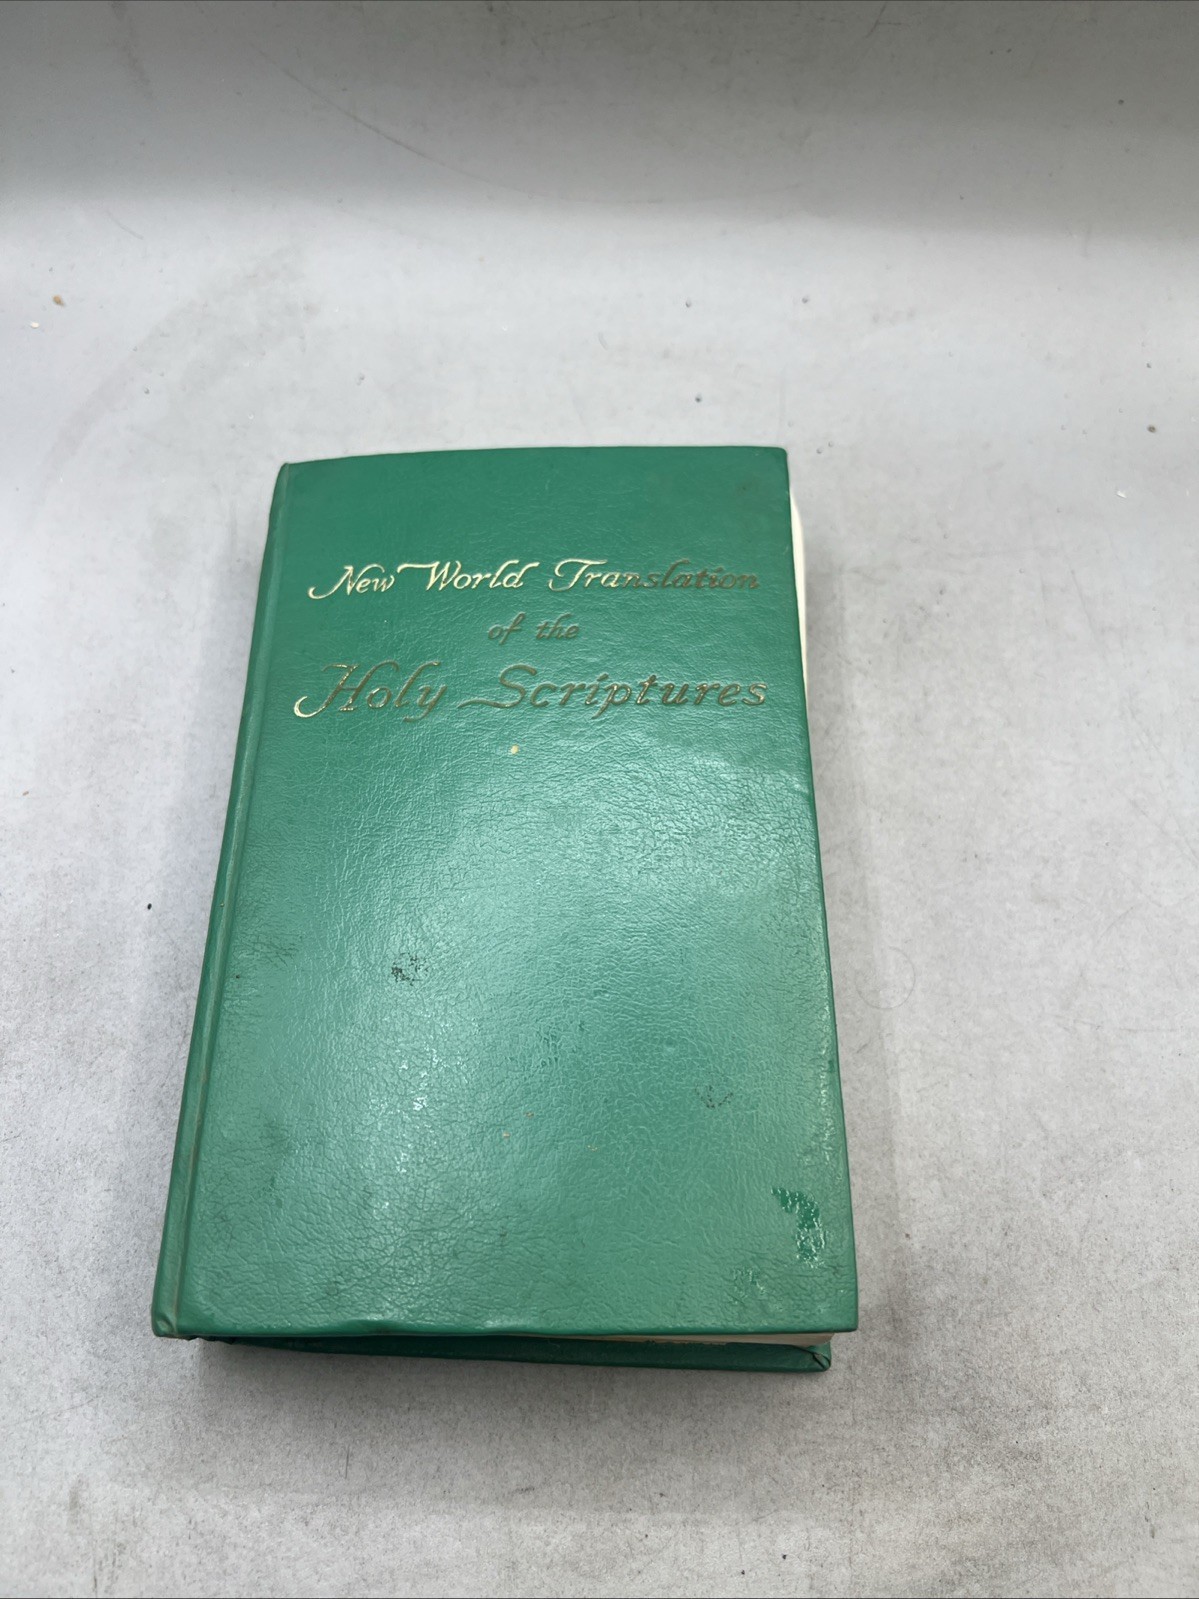 New World Translation
of the
Holy Scriptures